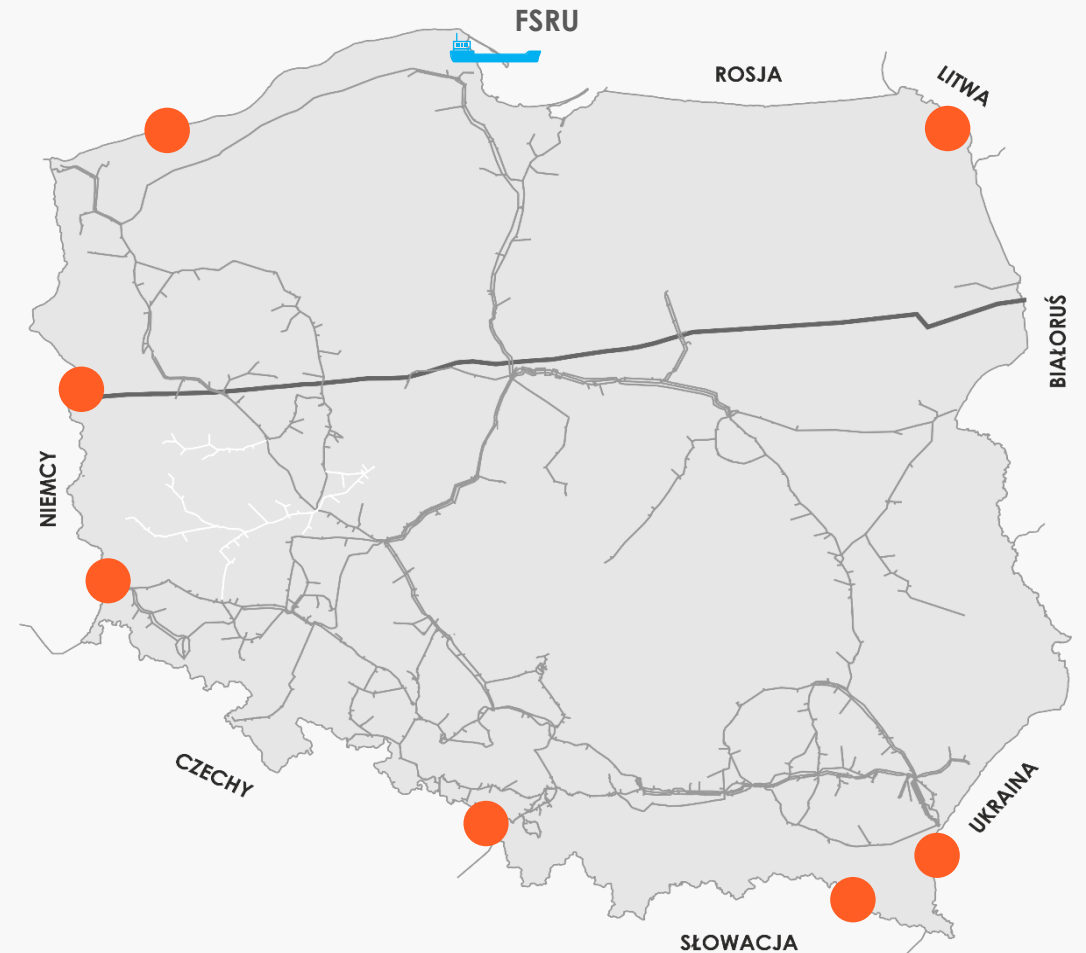 FSRU
ROSJA
LITWA
BIAŁORUŚ
NIEMCY
CZECHY
UKRAINA
SŁOWACJA